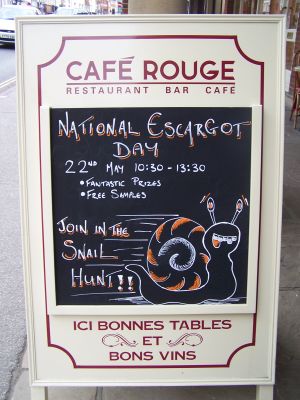 CAFÉ ROUGE
RESTAURANT BAR CAFÉ
NATIONAL ESCARGOT
DAY
22ND MAY 10:30 - 13:30
• FANTASTIC PRIZES
• FREE SAMPLES
JOIN IN THE
SNAIL
HUNT!!
ICI BONNES TABLES
ET
BONS VINS